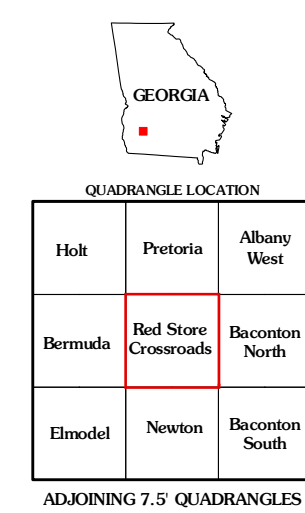 GEORGIA
QUADRANGLE LOCATION
Holt
Pretoria
Albany
West
Bermuda
Red Store
Crossroads
Baconton
North
Elmodel
Newton
Baconton
South
ADJOINING 7.5' QUADRANGLES